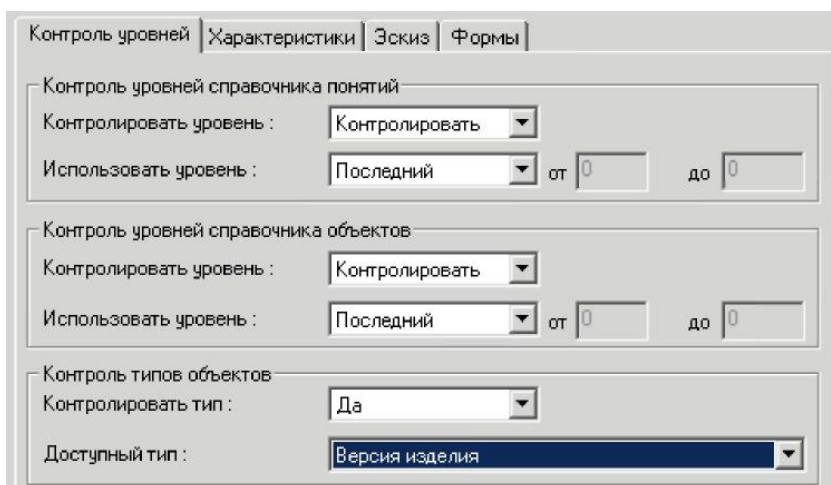 Контроль уровней Характеристики Эскиз Формы
Контроль уровней справочника понятий
Контролировать уровень : Контролировать
Использовать уровень : Последний от 0 до 0
Контроль уровней справочника объектов
Контролировать уровень : Контролировать
Использовать уровень : Последний от 0 до 0
Контроль типов объектов
Контролировать тип : Да
Доступный тип : Версия изделия